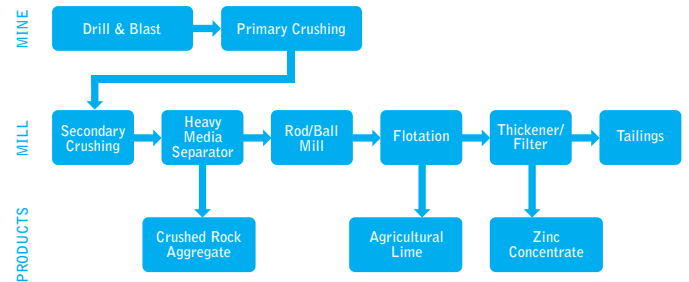 MINE
Drill & Blast
Primary Crushing
MILL
Secondary
Crushing
Heavy
Media
Separator
Rod/Ball
Mill
Flotation
Thickener/
Filter
Tailings
PRODUCTS
Crushed Rock
Aggregate
Agricultural
Lime
Zinc
Concentrate